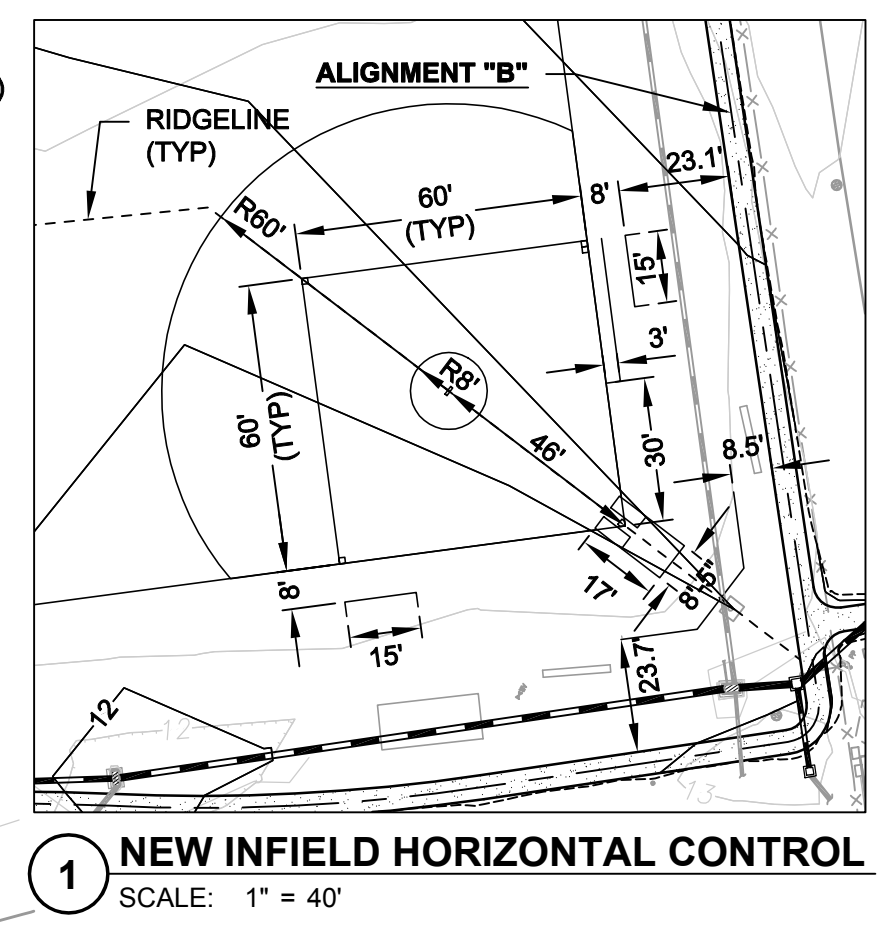 ALIGNMENT "B"
RIDGELINE
(TYP)
23.1'
60'
(TYP)
8'
R60'
15'
3'
R8'
60'
(TYP)
46'
30'
8.5'
8'
17'
8.5'
15'
23.7'
12
12
13
1
NEW INFIELD HORIZONTAL CONTROL
SCALE: 1" = 40'